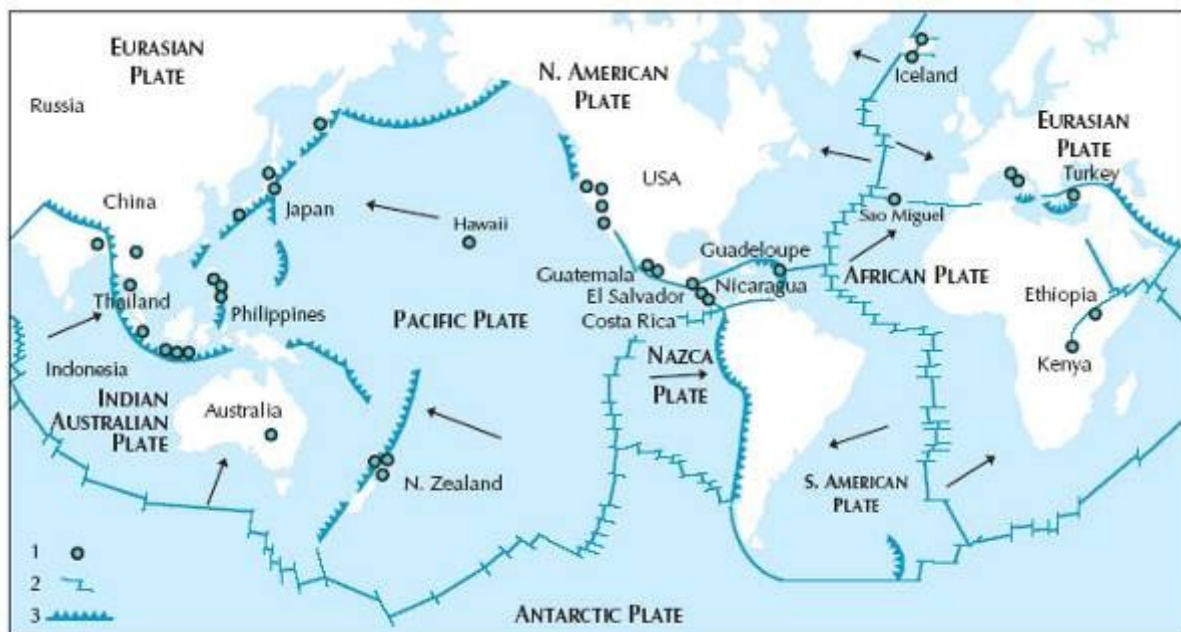 EURASIAN
PLATE
Russia
China
Japan
Thailand
Philippines
Indonesia
INDIAN
AUSTRALIAN
PLATE
Australia
N. Zealand
Hawaii
PACIFIC PLATE
N. AMERICAN
PLATE
USA
Guatemala
El Salvador
Costa Rica
Nicaragua
Guadeloupe
NAZCA
PLATE
S. AMERICAN
PLATE
Iceland
Sao Miguel
EURASIAN
PLATE
Turkey
AFRICAN PLATE
Ethiopia
Kenya
1
2
3
ANTARCTIC PLATE